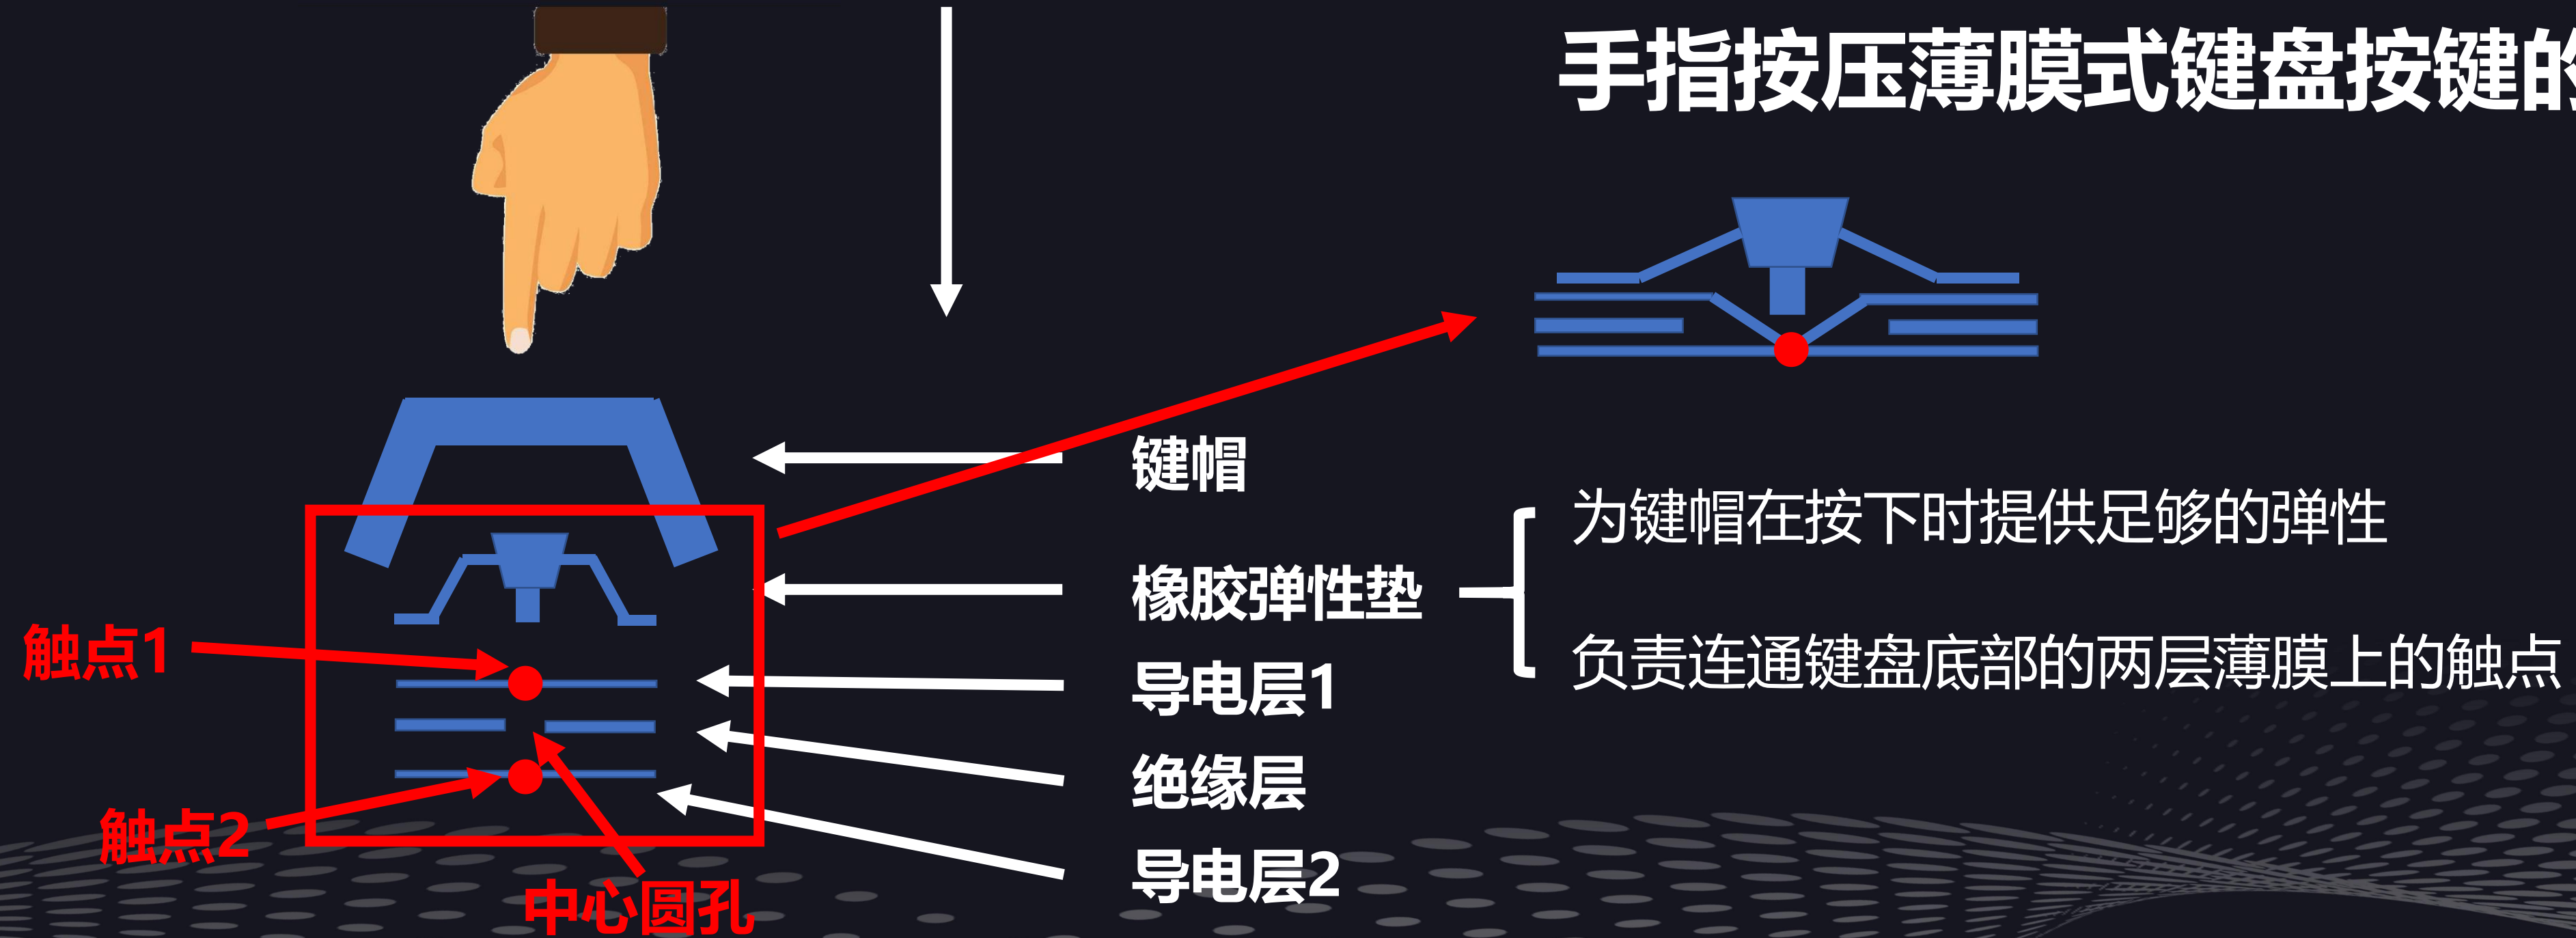 手指按压薄膜式键盘按键的
键帽
为键帽在按下时提供足够的弹性
橡胶弹性垫
负责连通键盘底部的两层薄膜上的触点
触点1
导电层1
绝缘层
触点2
导电层2
中心圆孔